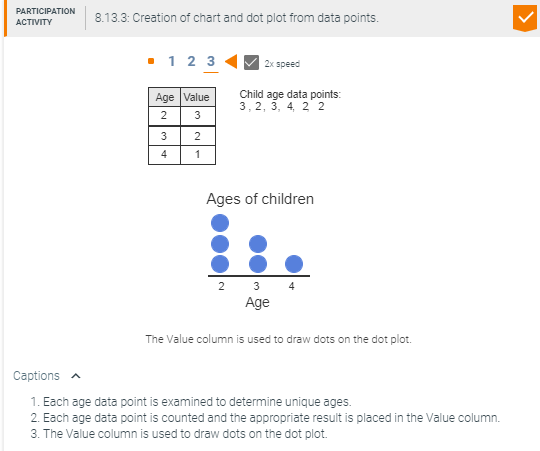 PARTICIPATION
ACTIVITY
8.13.3: Creation of chart and dot plot from data points.
1 2 3 2x speed
Age Value
2 3
3 2
4 1
Child age data points:
3, 2, 3, 4, 2 2
Ages of children
2 3 4
Age
The Value column is used to draw dots on the dot plot.
Captions
1. Each age data point is examined to determine unique ages.
2. Each age data point is counted and the appropriate result is placed in the Value column.
3. The Value column is used to draw dots on the dot plot.